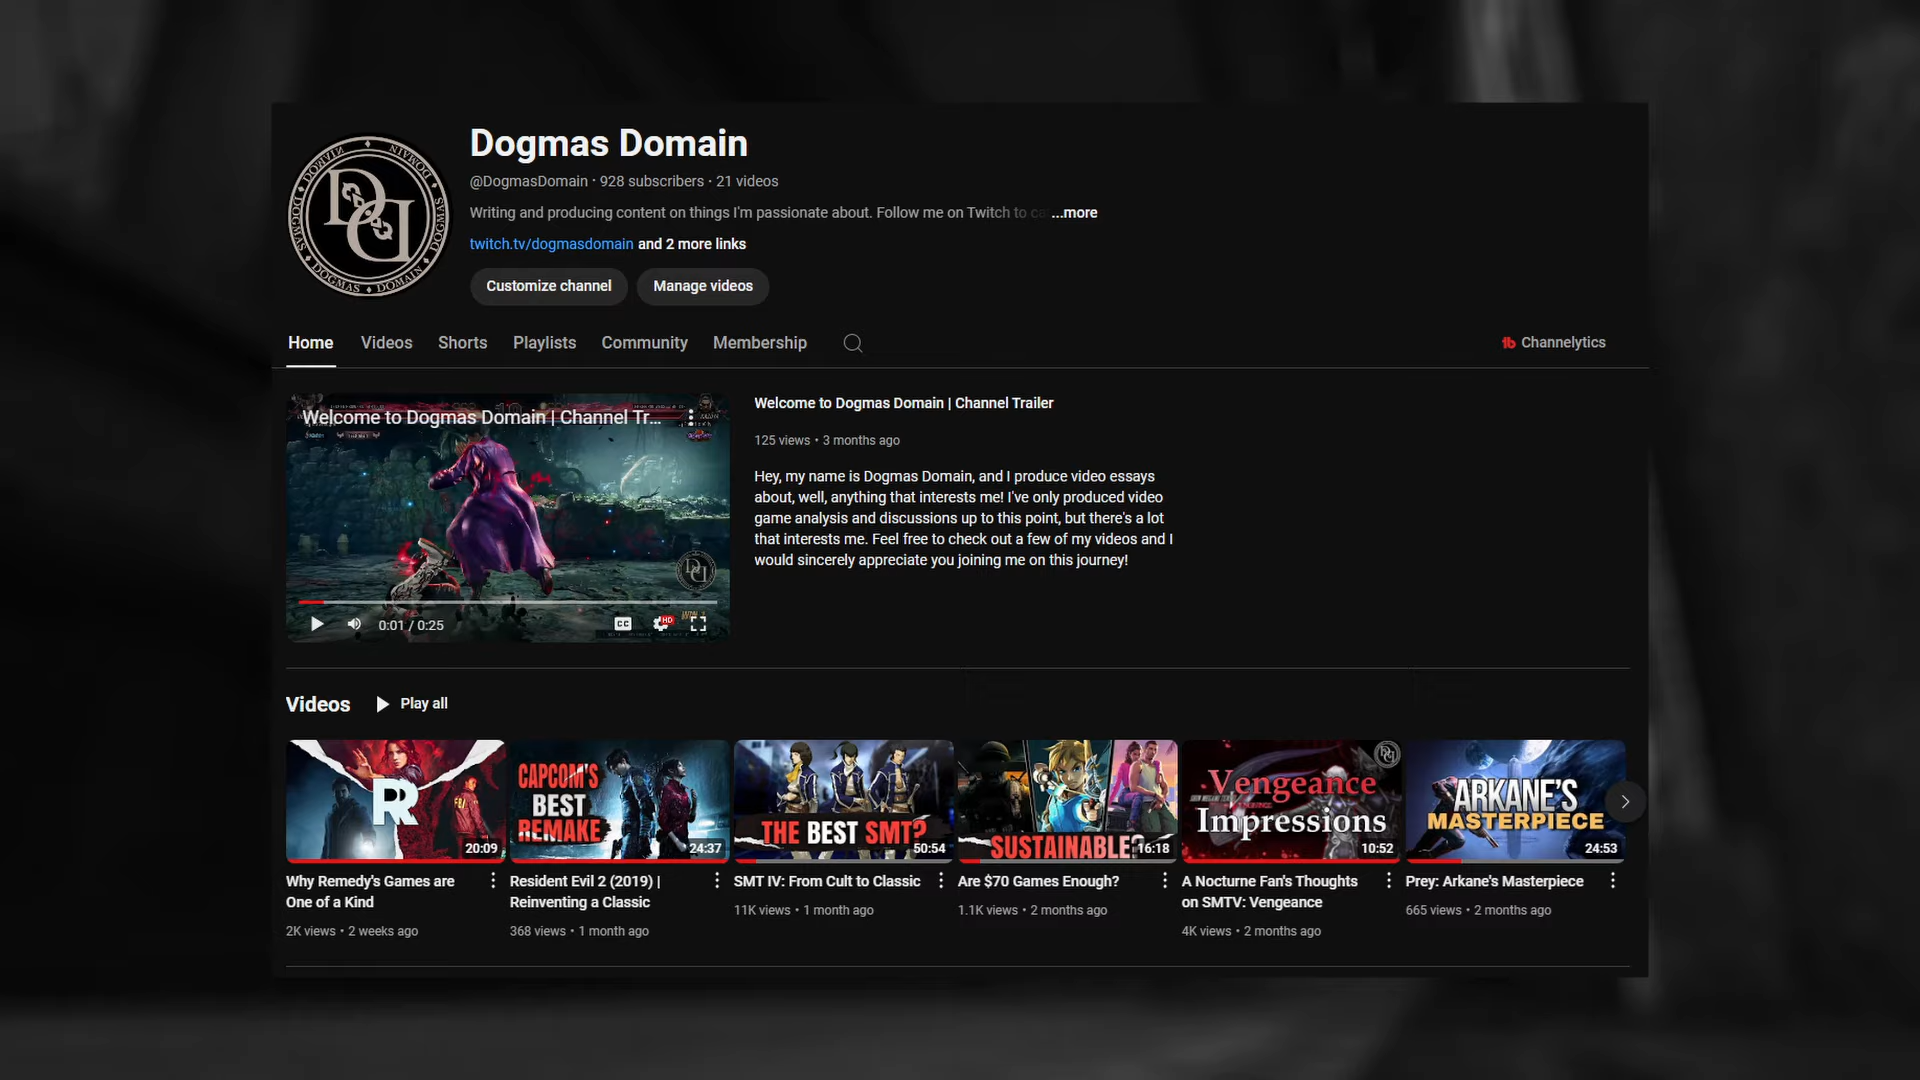 Dogmas Domain
@DogmasDomain · 928 subscribers · 21 videos
Writing and producing content on things I'm passionate about. Follow me on Twitch to ...more
twitch.tv/dogmasdomain and 2 more links
Customize channel
Manage videos
DOGMAS DOMAIN DOGMAS DOMAIN
Home
Videos
Shorts
Playlists
Community
Membership
Channelytics
Welcome to Dogmas Domain | Channel Tr...
0:01 / 0:25
CC
HD
Welcome to Dogmas Domain | Channel Trailer
125 views · 3 months ago
Hey, my name is Dogmas Domain, and I produce video essays
about, well, anything that interests me! I've only produced video
game analysis and discussions up to this point, but there's a lot
that interests me. Feel free to check out a few of my videos and I
would sincerely appreciate you joining me on this journey!
Videos
Play all
R
FBI
20:09
Why Remedy's Games are
One of a Kind
2K views · 2 weeks ago
CAPCOM'S
BEST
REMAKE
24:37
Resident Evil 2 (2019) |
Reinventing a Classic
368 views · 1 month ago
THE BEST SMT?
50:54
SMT IV: From Cult to Classic
11K views · 1 month ago
SUSTAINABLE?
16:18
Are $70 Games Enough?
1.1K views · 2 months ago
Vengeance
Impressions
10:52
A Nocturne Fan's Thoughts
on SMTV: Vengeance
4K views · 2 months ago
ARKANE'S
MASTERPIECE
24:53
Prey: Arkane's Masterpiece
665 views · 2 months ago